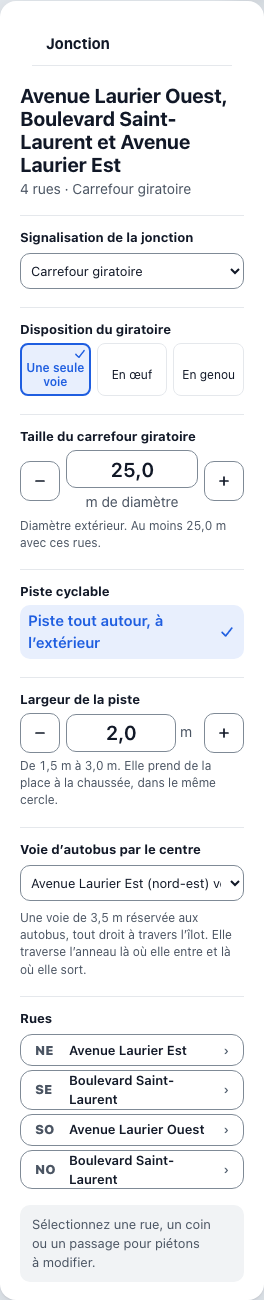 Jonction
Avenue Laurier Ouest,
Boulevard Saint-
Laurent et Avenue
Laurier Est
4 rues · Carrefour giratoire
Signalisation de la jonction
Carrefour giratoire
Disposition du giratoire
Une seule
voie
En œuf
En genou
Taille du carrefour giratoire
−
25,0
+
m de diamètre
Diamètre extérieur. Au moins 25,0 m
avec ces rues.
Piste cyclable
Piste tout autour, à
l’extérieur
Largeur de la piste
−
2,0
m
+
De 1,5 m à 3,0 m. Elle prend de la
place à la chaussée, dans le même
cercle.
Voie d’autobus par le centre
Avenue Laurier Est (nord-est) v
Une voie de 3,5 m réservée aux
autobus, tout droit à travers l’îlot. Elle
traverse l’anneau là où elle entre et là
où elle sort.
Rues
NE Avenue Laurier Est ›
SE Boulevard Saint-
Laurent ›
SO Avenue Laurier Ouest ›
NO Boulevard Saint-
Laurent ›
Sélectionnez une rue, un coin
ou un passage pour piétons
à modifier.